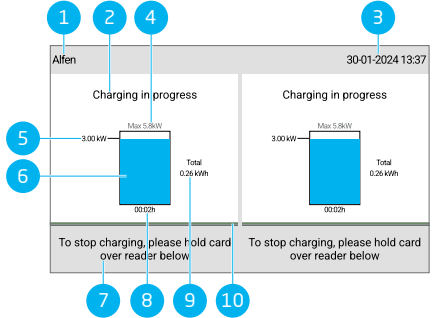 1
2
4
3
Alfen
30-01-2024 13:37
Charging in progress
Charging in progress
Max 5.8kW
Max 5.8kW
5
3.00 kW
3.00 kW
6
Total
0.26 kWh
Total
0.26 kWh
00:02h
00:02h
To stop charging, please hold card
over reader below
To stop charging, please hold card
over reader below
7
8
9
10